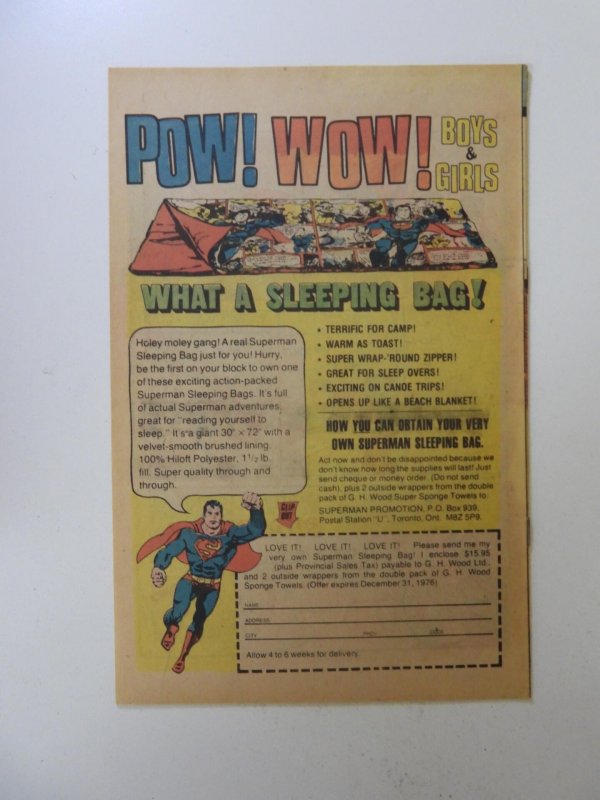 POW! WOW! BOYS
&
GIRLS
WHAT A SLEEPING BAG!
Holey moley gang! A real Superman
Sleeping Bag just for you! Hurry,
be the first on your block to own one
of these exciting action-packed
Superman Sleeping Bags. It's full
of actual Superman adventures,
great for "reading yourself to
sleep." It's a giant 30" × 72" with a
velvet-smooth brushed lining.
100% Hiloft Polyester, 1 1/2 lb.
fill. Super quality through and
through.
• TERRIFIC FOR CAMP!
• WARM AS TOAST!
• SUPER WRAP-'ROUND ZIPPER!
• GREAT FOR SLEEP OVERS!
• EXCITING ON CANOE TRIPS!
• OPENS UP LIKE A BEACH BLANKET!
HOW YOU CAN OBTAIN YOUR VERY
OWN SUPERMAN SLEEPING BAG.
Act now and don't be disappointed because we
don't know how long the supplies will last! Just
send cheque or money order. (Do not send
cash), plus 2 outside wrappers from the double
pack of G. H. Wood Super Sponge Towels to:
SUPERMAN PROMOTION, P.O. Box 939,
Postal Station "U", Toronto, Ont. M8Z 5P9.
CLIP
OUT
LOVE IT! LOVE IT! LOVE IT! Please send me my
very own Superman Sleeping Bag! I enclose $15.95
(plus Provincial Sales Tax) payable to G. H. Wood Ltd.,
and 2 outside wrappers from the double pack of G. H. Wood
Sponge Towels. (Offer expires December 31, 1976)
NAME
ADDRESS
CITY PROV. CODE
Allow 4 to 6 weeks for delivery.